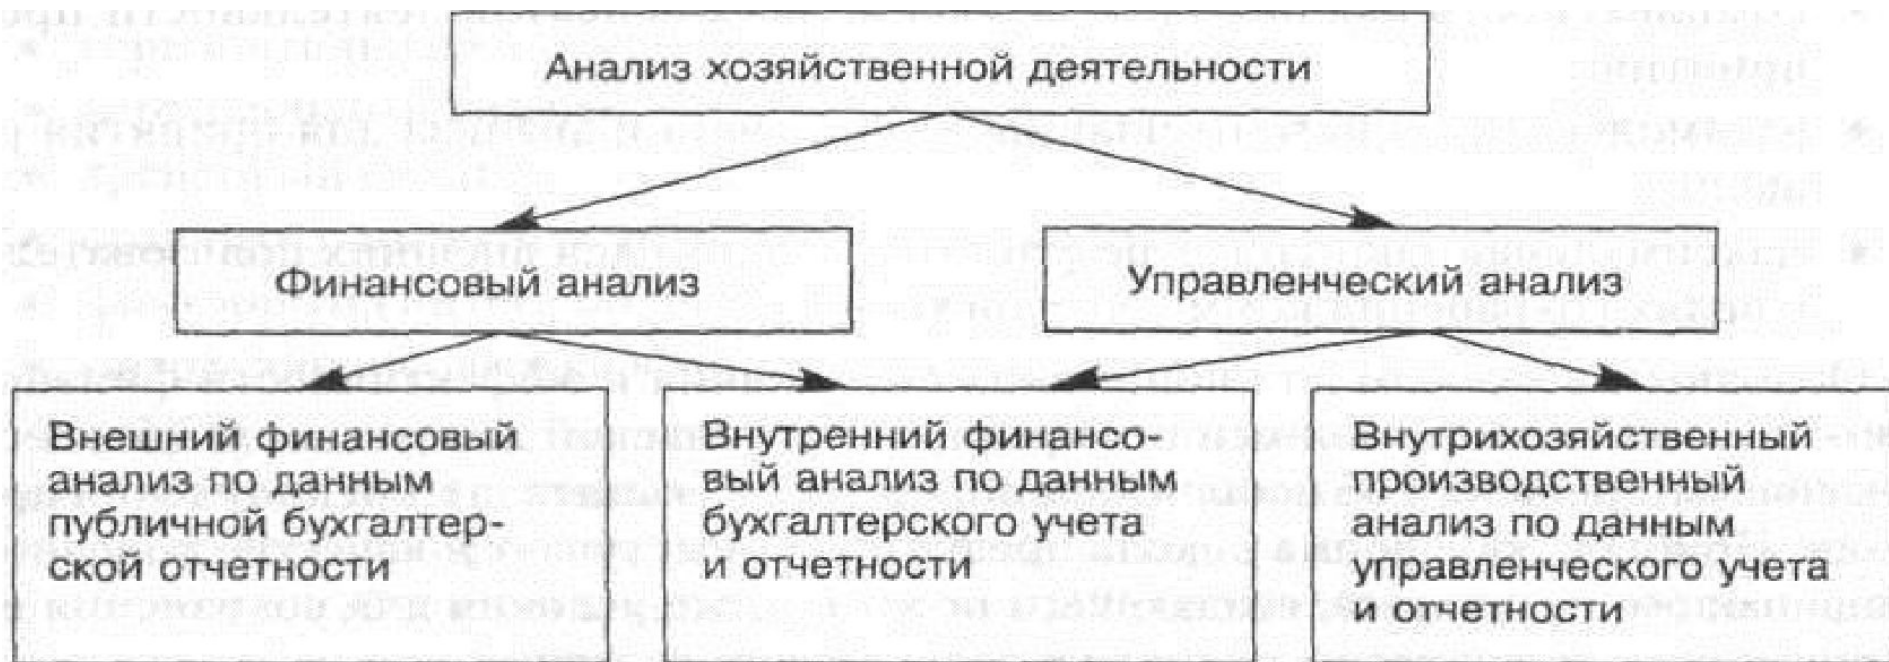 Анализ хозяйственной деятельности
Финансовый анализ
Управленческий анализ
Внешний финансовый
анализ по данным
публичной бухгалтер-
ской отчетности
Внутренний финансо-
вый анализ по данным
бухгалтерского учета
и отчетности
Внутрихозяйственный
производственный
анализ по данным
управленческого учета
и отчетности